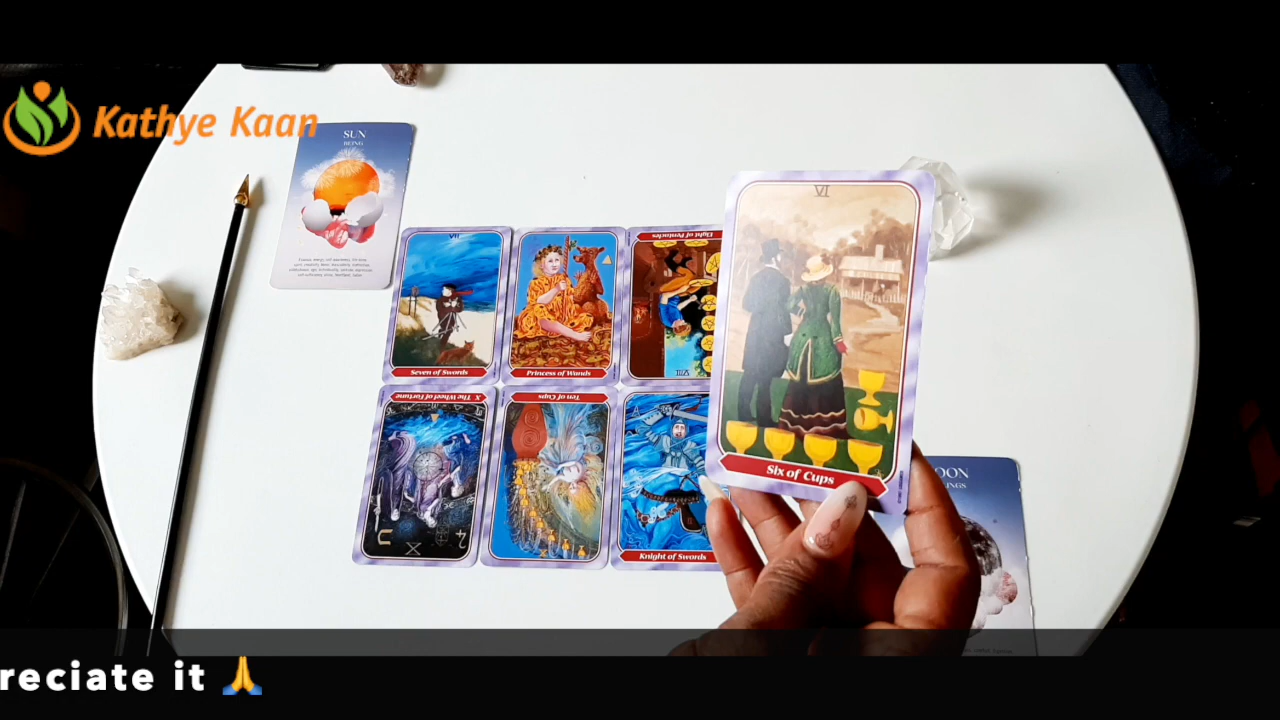 Kathye Kaan
SUN
BEING
VII
Seven of Swords
Princess of Wands
Eight of Pentacles
VIII
VI
Six of Cups
X The Wheel of Fortune
Ten of Cups
X
Knight of Swords
OON
INGS
reciate it 🙏